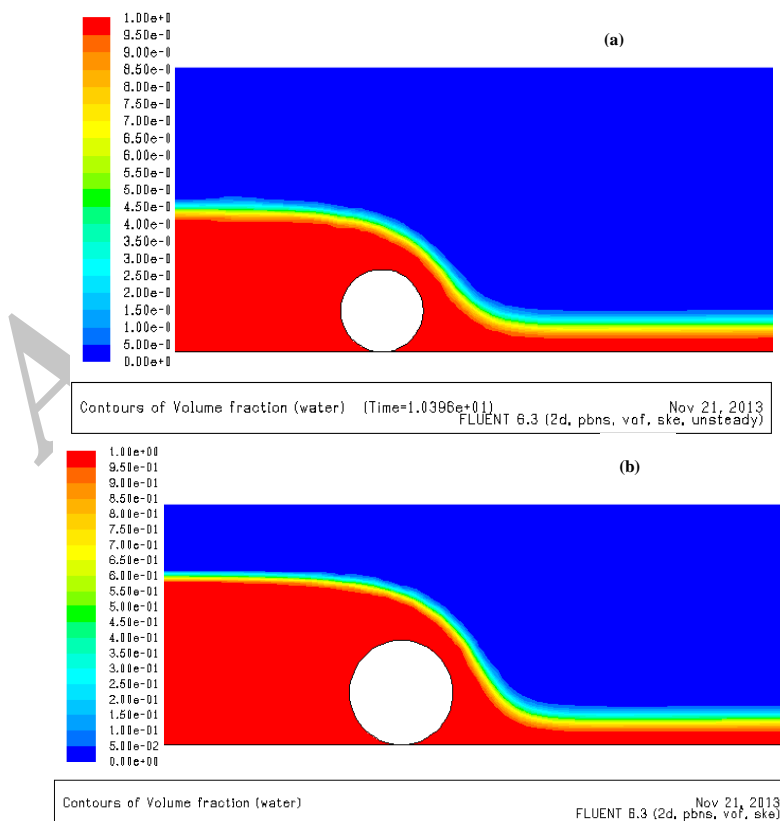 1.00e+0
9.50e-0
9.00e-0
8.50e-0
8.00e-0
7.50e-0
7.00e-0
6.50e-0
6.00e-0
5.50e-0
5.00e-0
4.50e-0
4.00e-0
3.50e-0
3.00e-0
2.50e-0
2.00e-0
1.50e-0
1.00e-0
5.00e-0
0.00e+0
(a)
A
Contours of Volume fraction (water) (Time=1.0396e+01) Nov 21, 2013
FLUENT 6.3 (2d, pbns, vof, ske, unsteady)
1.00e+00
9.50e-01
9.00e-01
8.50e-01
8.00e-01
7.50e-01
7.00e-01
6.50e-01
6.00e-01
5.50e-01
5.00e-01
4.50e-01
4.00e-01
3.50e-01
3.00e-01
2.50e-01
2.00e-01
1.50e-01
1.00e-01
5.00e-02
0.00e+00
(b)
Contours of Volume fraction (water) Nov 21, 2013
FLUENT 6.3 (2d, pbns, vof, ske)